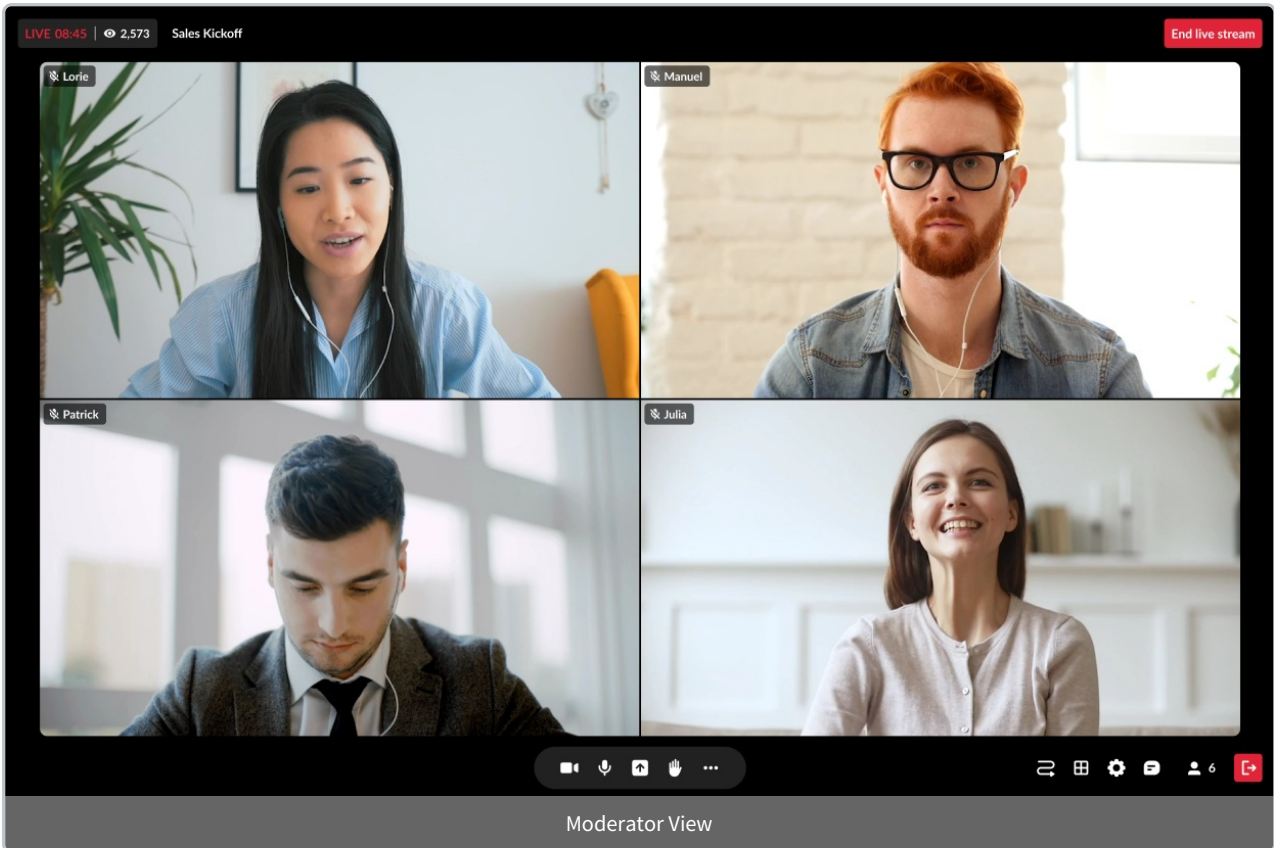 LIVE 08:45 2,573 Sales Kickoff End live stream
Lorie Manuel
Patrick Julia
6
Moderator View